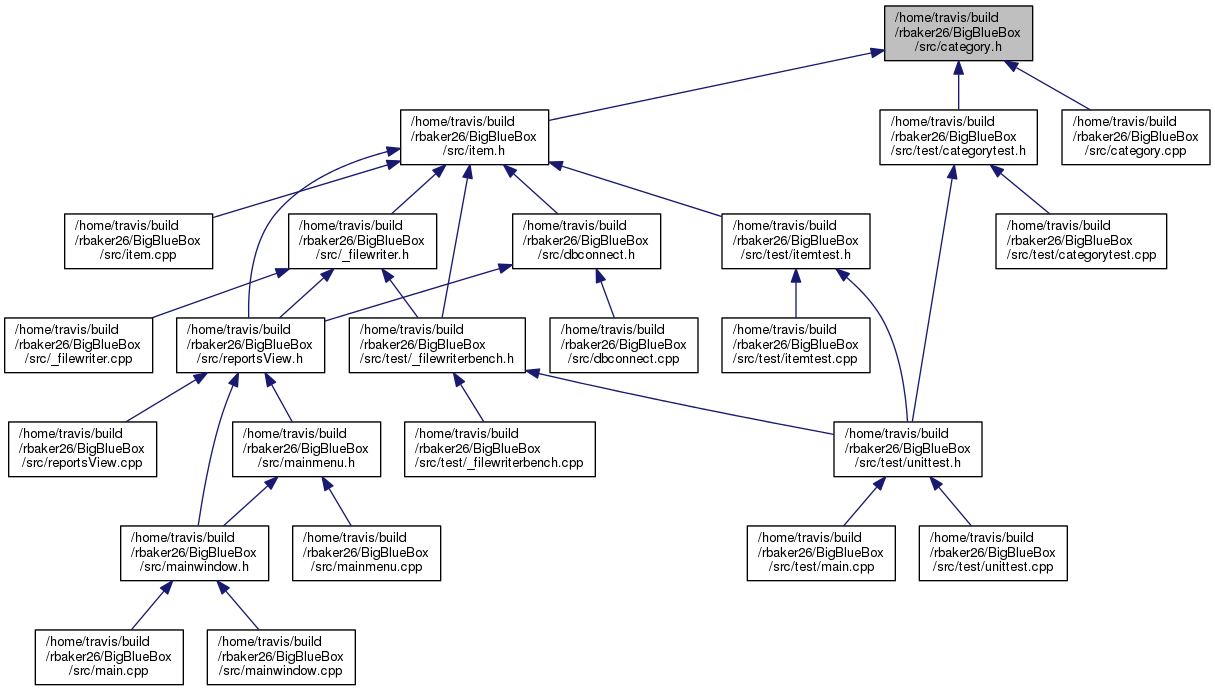 /home/travis/build
/rbaker26/BigBlueBox
/src/category.h
/home/travis/build
/rbaker26/BigBlueBox
/src/item.h
/home/travis/build
/rbaker26/BigBlueBox
/src/test/categorytest.h
/home/travis/build
/rbaker26/BigBlueBox
/src/category.cpp
/home/travis/build
/rbaker26/BigBlueBox
/src/item.cpp
/home/travis/build
/rbaker26/BigBlueBox
/src/_filewriter.h
/home/travis/build
/rbaker26/BigBlueBox
/src/dbconnect.h
/home/travis/build
/rbaker26/BigBlueBox
/src/test/itemtest.h
/home/travis/build
/rbaker26/BigBlueBox
/src/test/categorytest.cpp
/home/travis/build
/rbaker26/BigBlueBox
/src/_filewriter.cpp
/home/travis/build
/rbaker26/BigBlueBox
/src/reportsView.h
/home/travis/build
/rbaker26/BigBlueBox
/src/test/_filewriterbench.h
/home/travis/build
/rbaker26/BigBlueBox
/src/dbconnect.cpp
/home/travis/build
/rbaker26/BigBlueBox
/src/test/itemtest.cpp
/home/travis/build
/rbaker26/BigBlueBox
/src/reportsView.cpp
/home/travis/build
/rbaker26/BigBlueBox
/src/mainmenu.h
/home/travis/build
/rbaker26/BigBlueBox
/src/test/_filewriterbench.cpp
/home/travis/build
/rbaker26/BigBlueBox
/src/test/unittest.h
/home/travis/build
/rbaker26/BigBlueBox
/src/mainwindow.h
/home/travis/build
/rbaker26/BigBlueBox
/src/mainmenu.cpp
/home/travis/build
/rbaker26/BigBlueBox
/src/test/main.cpp
/home/travis/build
/rbaker26/BigBlueBox
/src/test/unittest.cpp
/home/travis/build
/rbaker26/BigBlueBox
/src/main.cpp
/home/travis/build
/rbaker26/BigBlueBox
/src/mainwindow.cpp